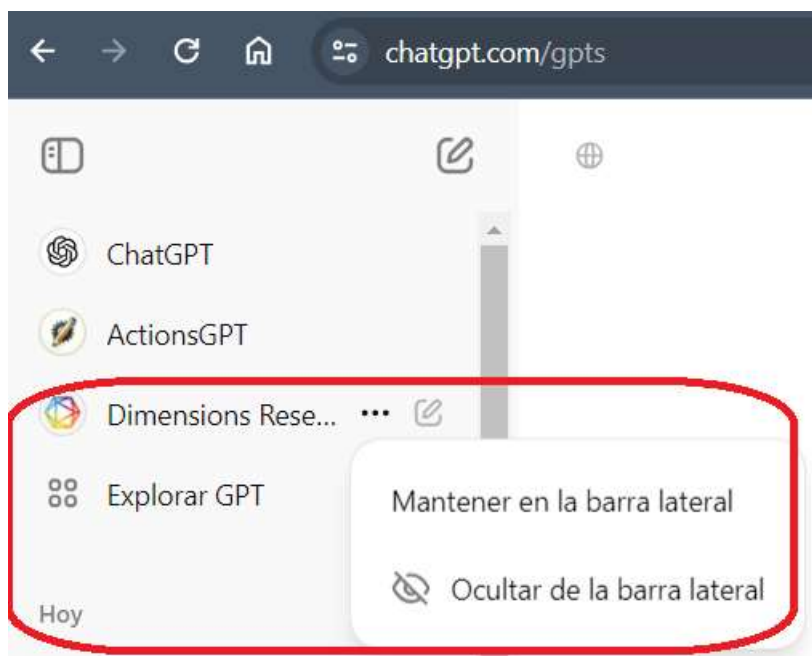 chatgpt.com/gpts
ChatGPT
ActionsGPT
Dimensions Rese...
Explorar GPT
Mantener en la barra lateral
Ocultar de la barra lateral
Hoy